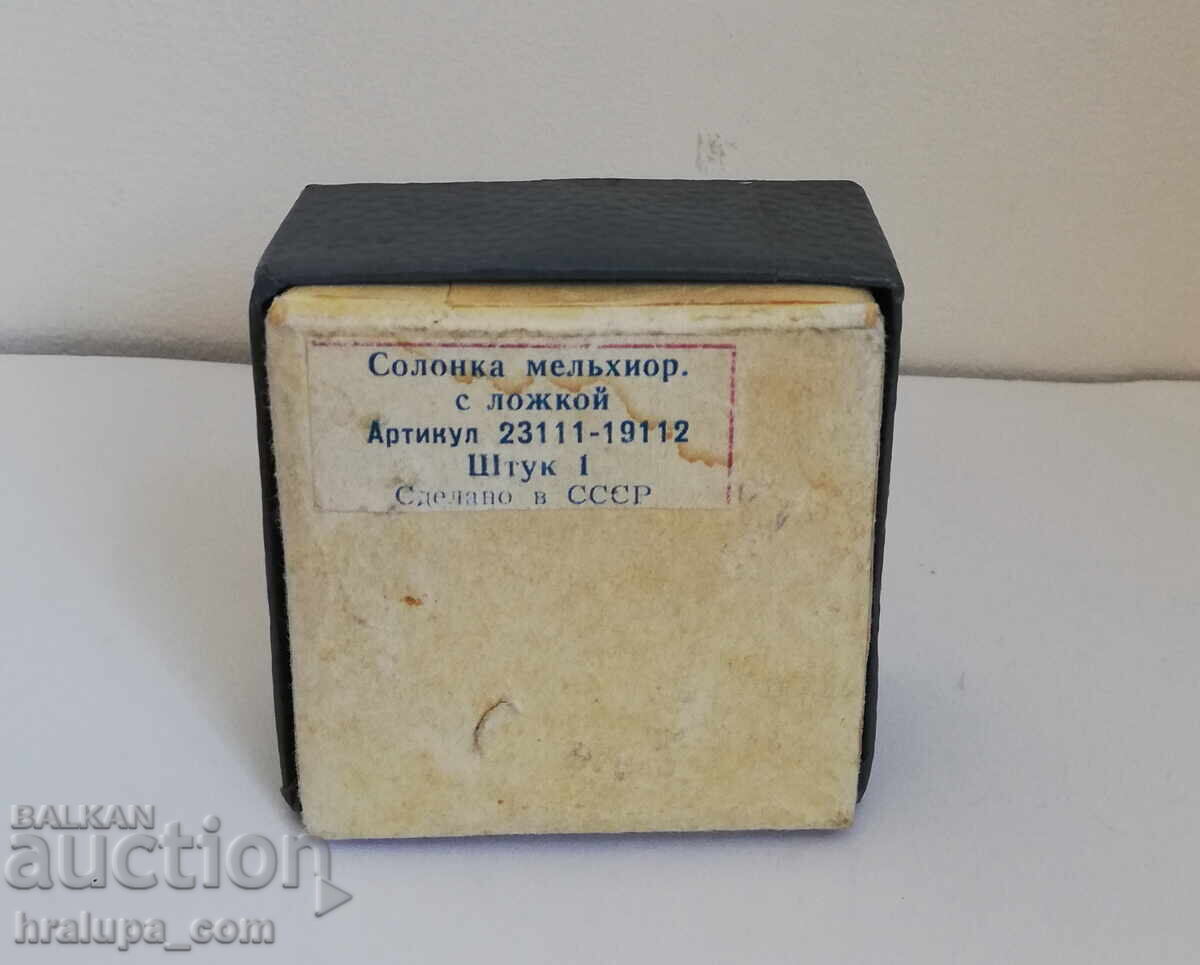 Солонка мельхиор.
с ложкой
Артикул 23111-19112
Штук 1
Сделано в СССР
BALKAN
auction
hralupa_com